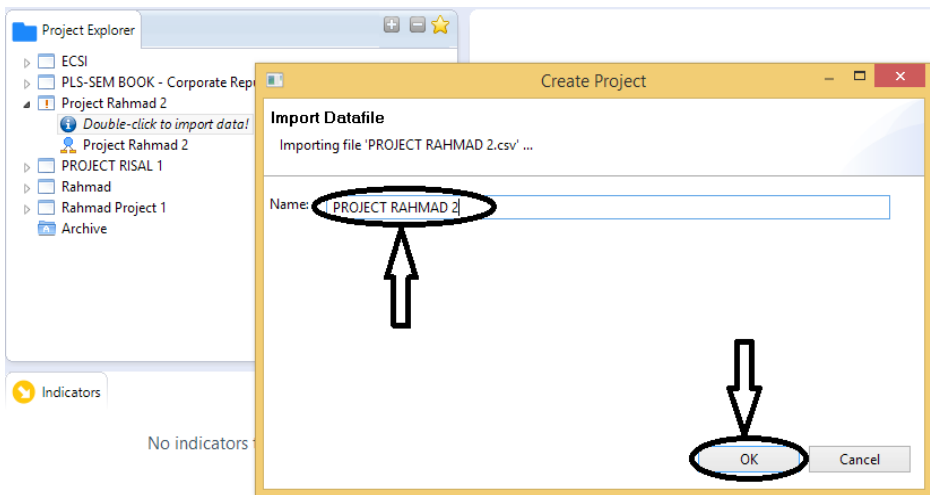 Project Explorer
ECSI
PLS-SEM BOOK - Corporate Rep
Project Rahmad 2
Double-click to import data!
Project Rahmad 2
PROJECT RISAL 1
Rahmad
Rahmad Project 1
Archive
Indicators
No indicators
Create Project
Import Datafile
Importing file 'PROJECT RAHMAD 2.csv' ...
Name: PROJECT RAHMAD 2
OK Cancel